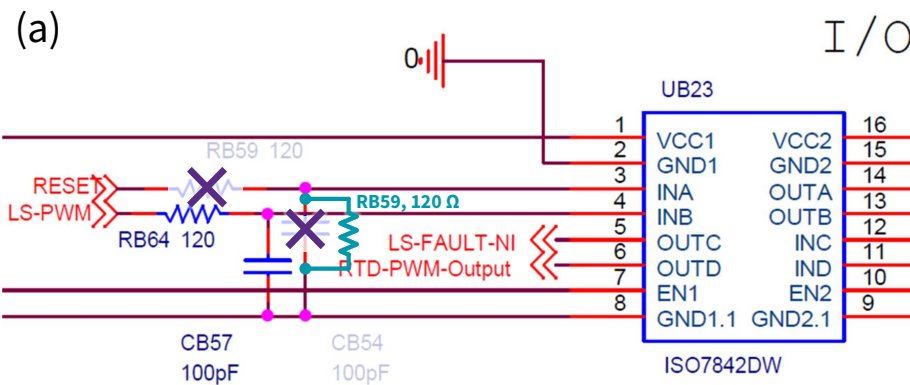 (a)
I/O
0
UB23
1 VCC1 VCC2 16
2 GND1 GND2 15
RB59 120
RESET
3 INA OUTA 14
LS-PWM
RB59, 120 Ω
4 INB OUTB 13
RB64 120
LS-FAULT-NI
5 OUTC INC 12
RTD-PWM-Output
6 OUTD IND 11
7 EN1 EN2 10
8 GND1.1 GND2.1 9
CB57
100pF
CB54
100pF
ISO7842DW